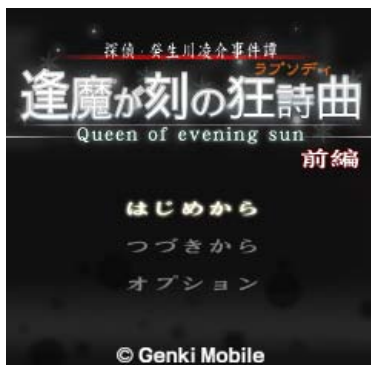 探偵・癸生川凌介事件譚
ラプソディ
逢魔が刻の狂詩曲
Queen of evening sun
前編
はじめから
つづきから
オプション
© Genki Mobile